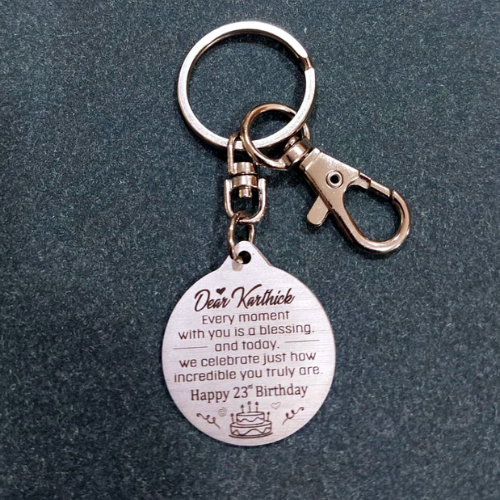 Dear Karthick
Every moment
with you is a blessing,
and today,
we celebrate just how
incredible you truly are.
Happy 23st Birthday